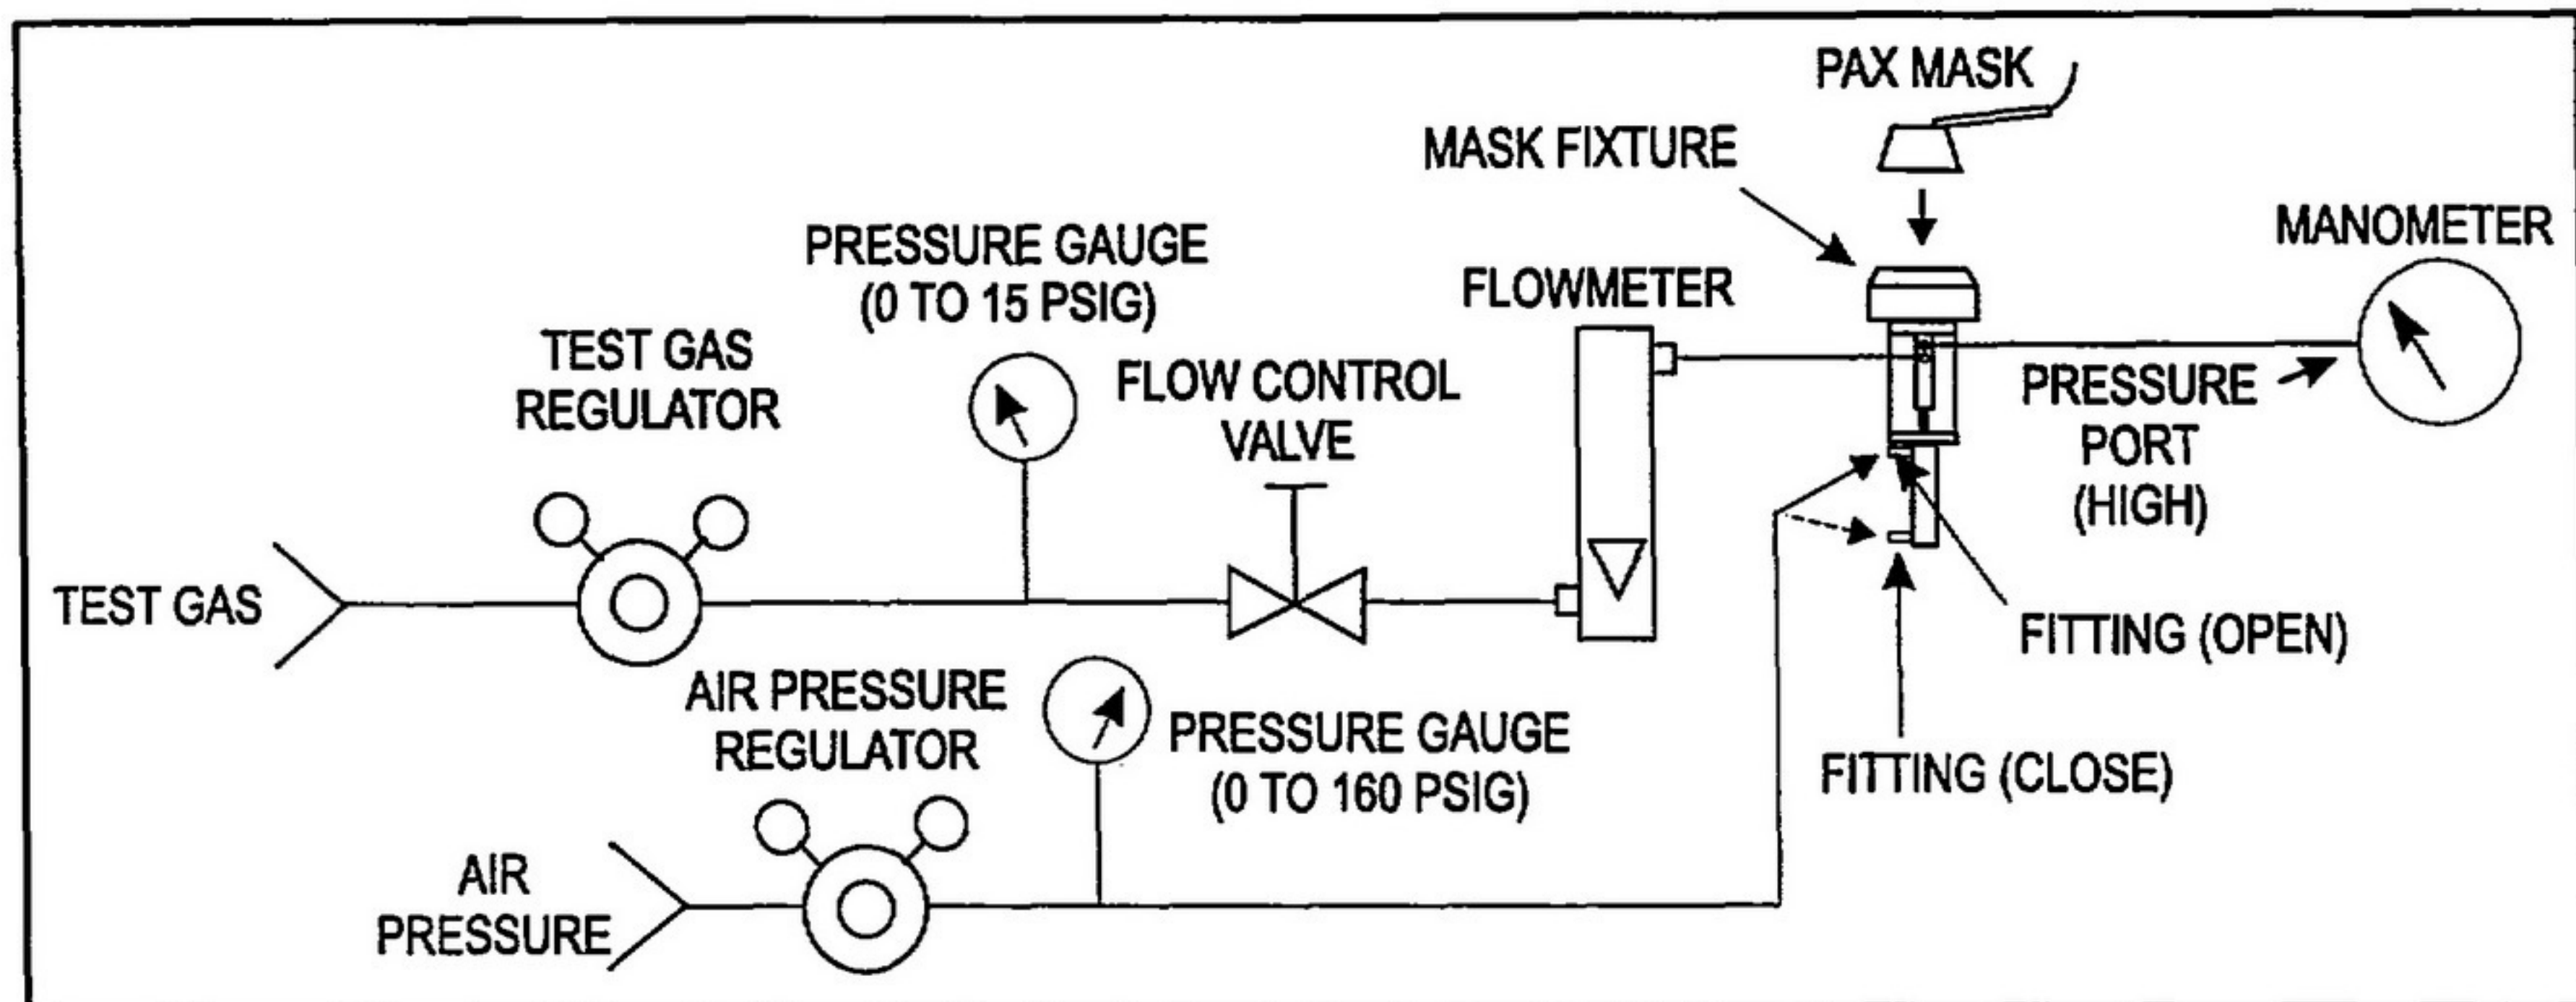 PAX MASK
MASK FIXTURE
MANOMETER
PRESSURE GAUGE
(0 TO 15 PSIG)
FLOWMETER
TEST GAS
REGULATOR
FLOW CONTROL
VALVE
PRESSURE
PORT
(HIGH)
TEST GAS
FITTING (OPEN)
AIR PRESSURE
REGULATOR
PRESSURE GAUGE
(0 TO 160 PSIG)
FITTING (CLOSE)
AIR
PRESSURE